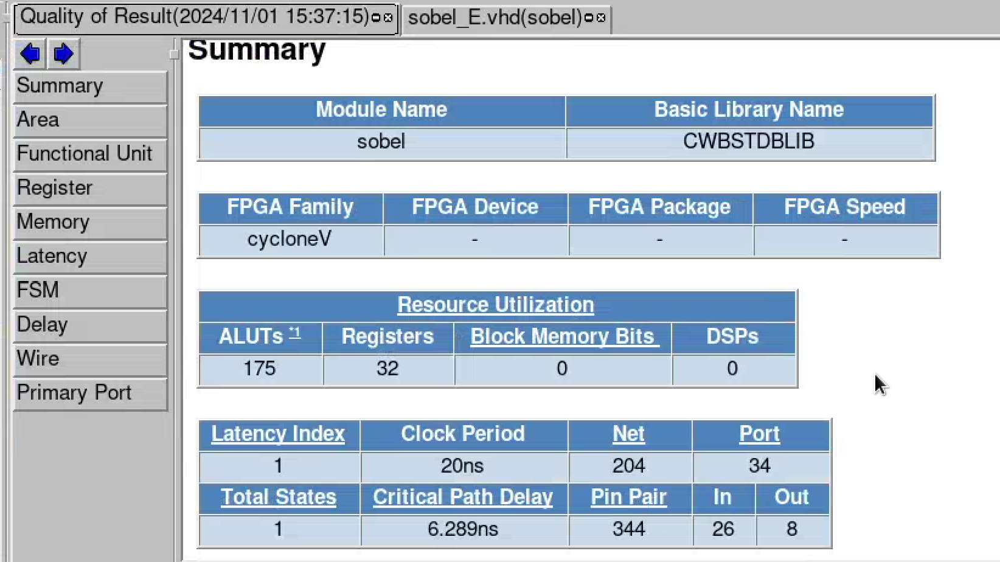 Quality of Result(2024/11/01 15:37:15)
sobel_E.vhd(sobel)
Summary
Area
Functional Unit
Register
Memory
Latency
FSM
Delay
Wire
Primary Port
Summary
Module Name Basic Library Name
sobel CWBSTDBLIB
FPGA Family FPGA Device FPGA Package FPGA Speed
cycloneV - - -
Resource Utilization
ALUTs *1 Registers Block Memory Bits DSPs
175 32 0 0
Latency Index Clock Period Net Port
1 20ns 204 34
Total States Critical Path Delay Pin Pair In Out
1 6.289ns 344 26 8